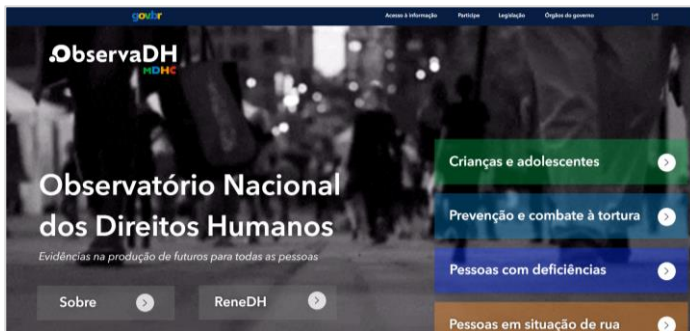 govbr
Acesso à informação
Participe
Legislação
Órgãos do governo
.ObservaDH
MDHC
Observatório Nacional
dos Direitos Humanos
Evidências na produção de futuros para todas as pessoas
Sobre
ReneDH
Crianças e adolescentes
Prevenção e combate à tortura
Pessoas com deficiências
Pessoas em situação de rua